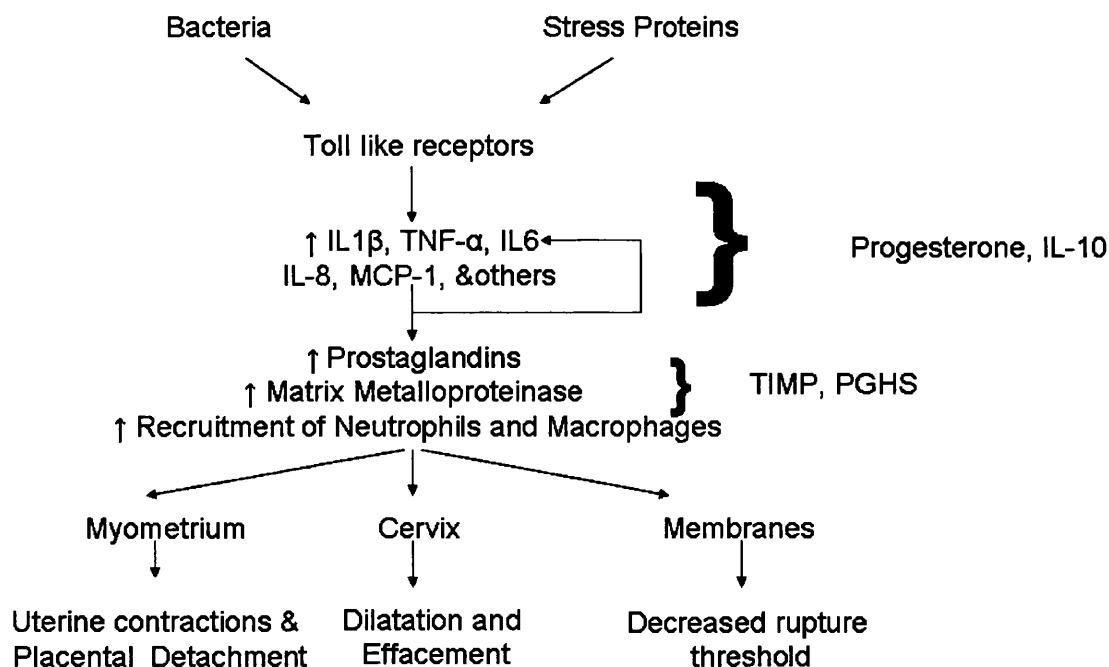 Bacteria
Stress Proteins
Toll like receptors
↑ IL1β, TNF-α, IL6
IL-8, MCP-1, &others
Progesterone, IL-10
↑ Prostaglandins
↑ Matrix Metalloproteinase
↑ Recruitment of Neutrophils and Macrophages
TIMP, PGHS
Myometrium
Cervix
Membranes
Uterine contractions &
Placental Detachment
Dilatation and
Effacement
Decreased rupture
threshold